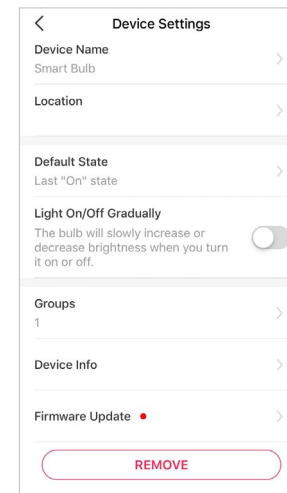 Device Settings
Device Name
Smart Bulb
Location
Default State
Last "On" state
Light On/Off Gradually
The bulb will slowly increase or
decrease brightness when you turn
it on or off.
Groups
1
Device Info
Firmware Update
REMOVE